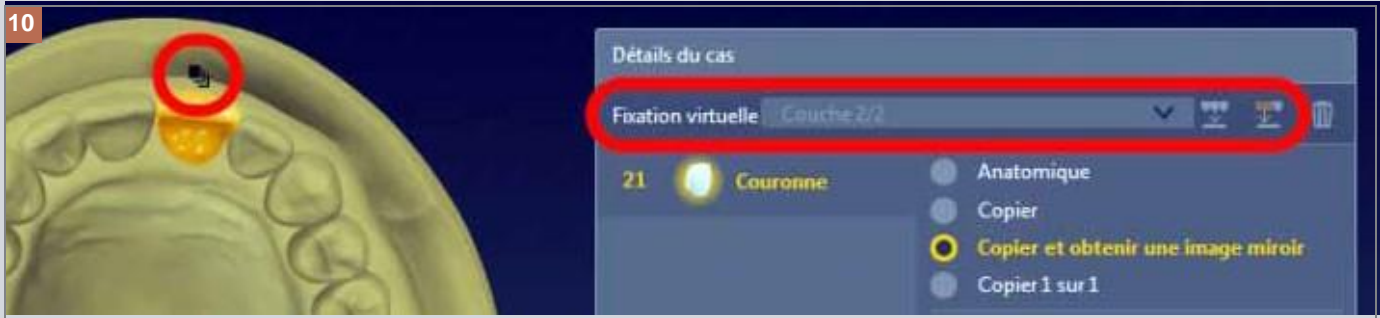 10
Détails du cas
Fixation virtuelle Couche 2/2
21 Couronne
Anatomique
Copier
Copier et obtenir une image miroir
Copier 1 sur 1